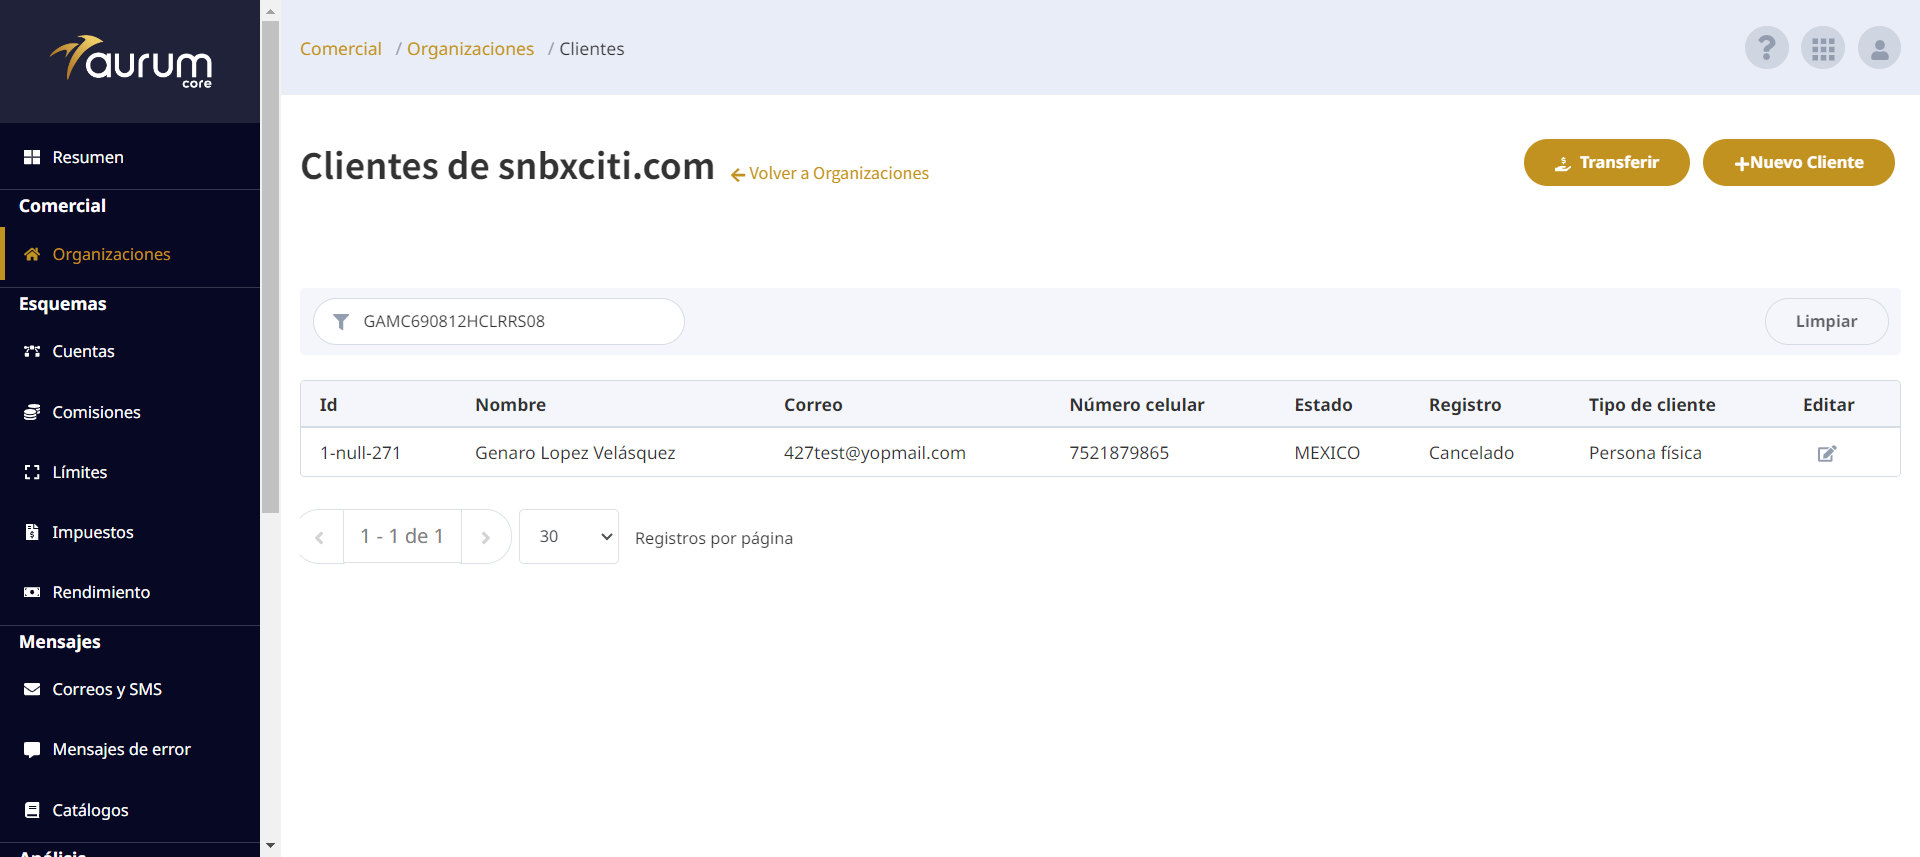 aurum
core
Resumen
Comercial
Organizaciones
Esquemas
Cuentas
Comisiones
Límites
Impuestos
Rendimiento
Mensajes
Correos y SMS
Mensajes de error
Catálogos
Análisis
Comercial / Organizaciones / Clientes
Clientes de snbxciti.com Volver a Organizaciones
Transferir
+Nuevo Cliente
GAMC690812HCLRRS08
Limpiar
Id Nombre Correo Número celular Estado Registro Tipo de cliente Editar
1-null-271 Genaro Lopez Velásquez 427test@yopmail.com 7521879865 MEXICO Cancelado Persona física
1 - 1 de 1 30 Registros por página